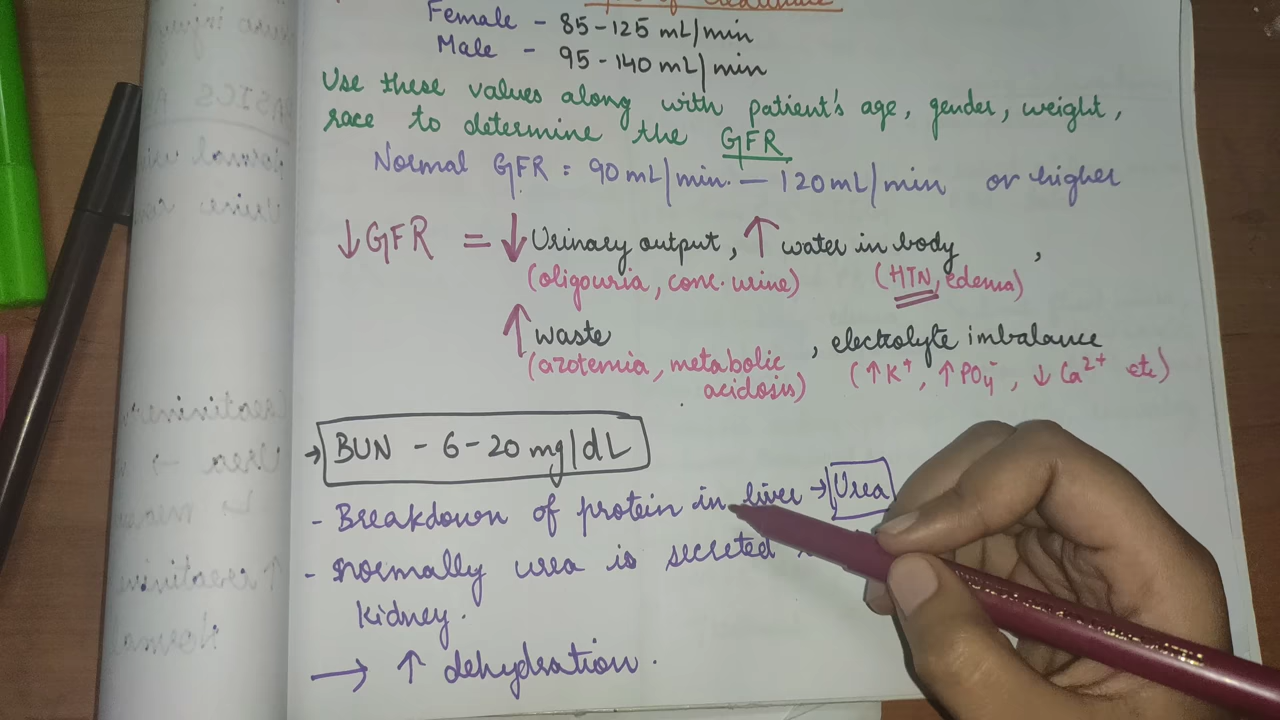 Female - 85-125 mL/min
Male - 95-140 mL/min
Use these values along with patient's age, gender, weight,
race to determine the GFR
Normal GFR = 90 mL/min. — 120mL/min or higher
↓GFR = ↓ Urinary output, ↑ water in body ,
(oligouria, conc. urine) (HTN, edema)
↑ waste , electrolyte imbalance
(azotemia, metabolic acidosis) (↑K⁺, ↑PO₄⁻, ↓Ca²⁺ etc)
→ BUN - 6-20 mg/dL
- Breakdown of protein in liver → Urea
- normally urea is secreted
kidney.
→ ↑ dehydration.